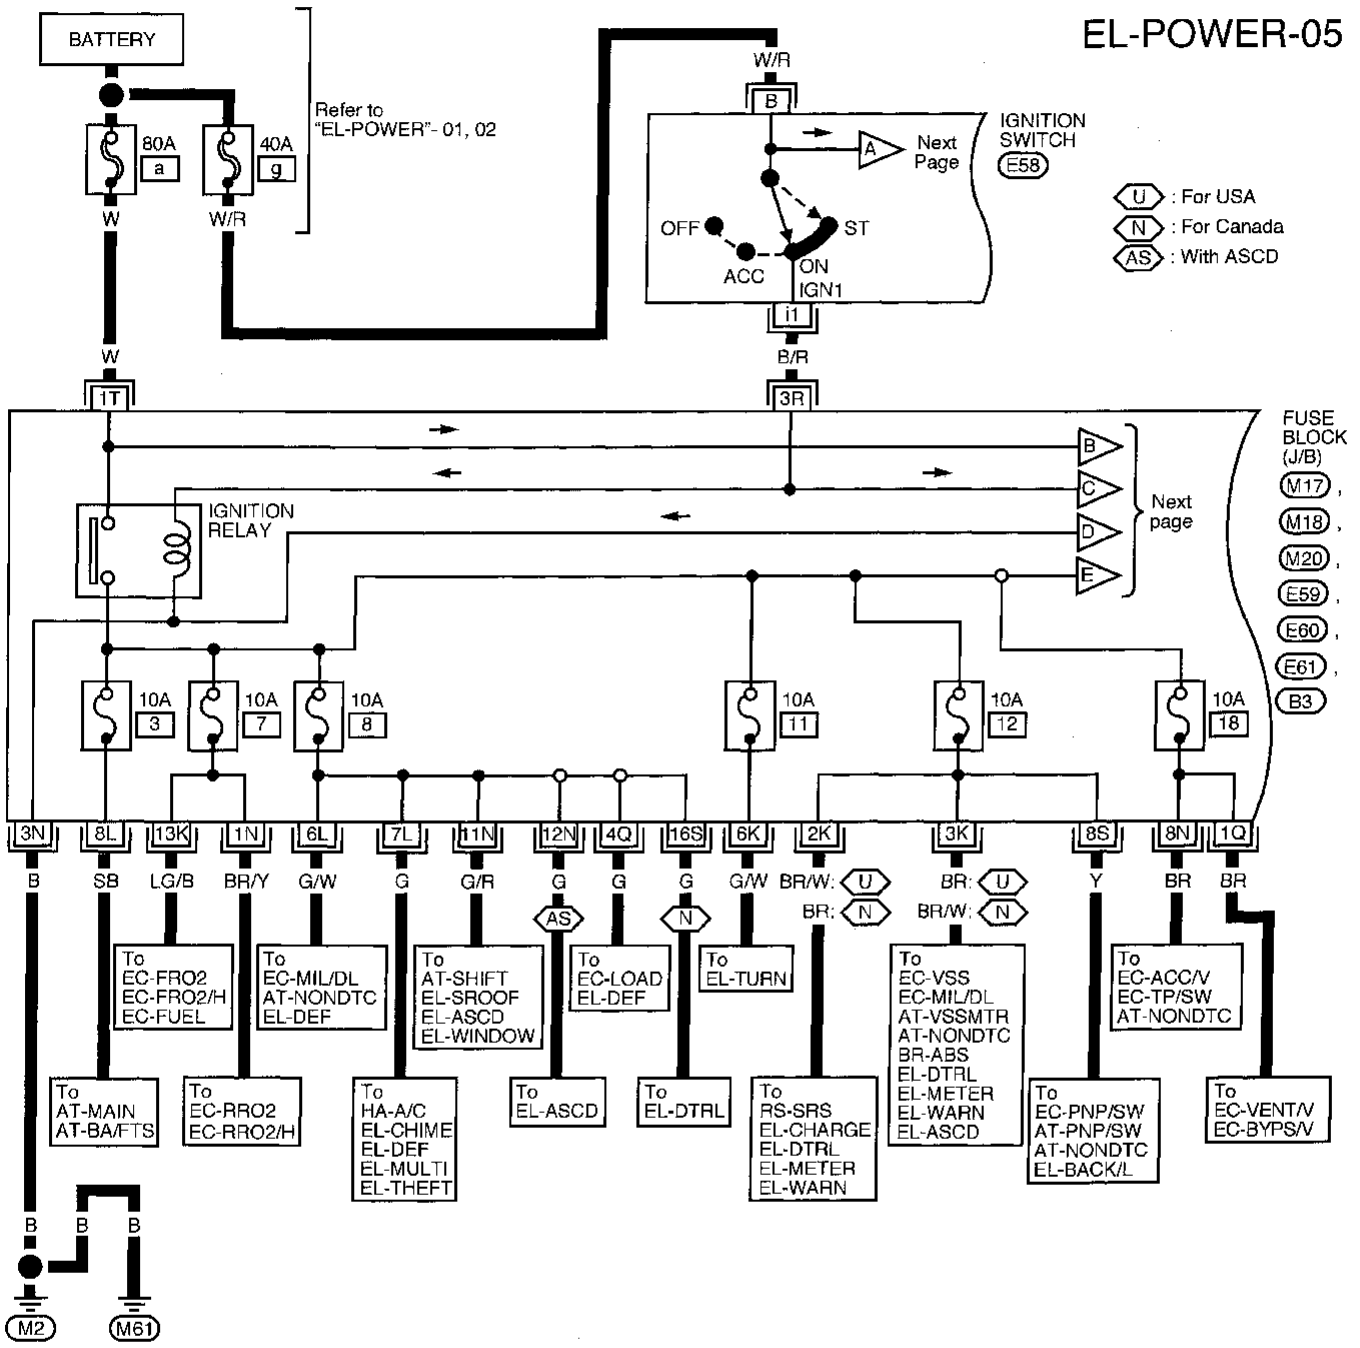 EL-POWER-05
BATTERY
Refer to
"EL-POWER"- 01, 02
80A
a
40A
g
W
W/R
W
W/R
B
A
Next
Page
IGNITION
SWITCH
E58
OFF
ACC
ON
ST
IGN1
i1
B/R
U : For USA
N : For Canada
AS : With ASCD
1T
3R
FUSE
BLOCK
(J/B)
M17 ,
M18 ,
M20 ,
E59 ,
E60 ,
E61 ,
B3
B
C
D
E
Next
page
IGNITION
RELAY
10A
3
10A
7
10A
8
10A
11
10A
12
10A
18
3N 8L 13K 1N 6L 7L 11N 12N 4Q 16S 6K 2K 3K 8S 8N 1Q
B SB LG/B BR/Y G/W G G/R G G G G/W BR/W: U BR: U Y BR BR
AS N BR: N BR/W: N
To
EC-FRO2
EC-FRO2/H
EC-FUEL
To
EC-MIL/DL
AT-NONDTC
EL-DEF
To
AT-SHIFT
EL-SROOF
EL-ASCD
EL-WINDOW
To
EC-LOAD
EL-DEF
To
EL-TURN
To
EC-VSS
EC-MIL/DL
AT-VSSMTR
AT-NONDTC
BR-ABS
EL-DTRL
EL-METER
EL-WARN
EL-ASCD
To
EC-ACC/V
EC-TP/SW
AT-NONDTC
To
AT-MAIN
AT-BA/FTS
To
EC-RRO2
EC-RRO2/H
To
HA-A/C
EL-CHIME
EL-DEF
EL-MULTI
EL-THEFT
To
EL-ASCD
To
EL-DTRL
To
RS-SRS
EL-CHARGE
EL-DTRL
EL-METER
EL-WARN
To
EC-PNP/SW
AT-PNP/SW
AT-NONDTC
EL-BACK/L
To
EC-VENT/V
EC-BYPS/V
B B B
M2 M61